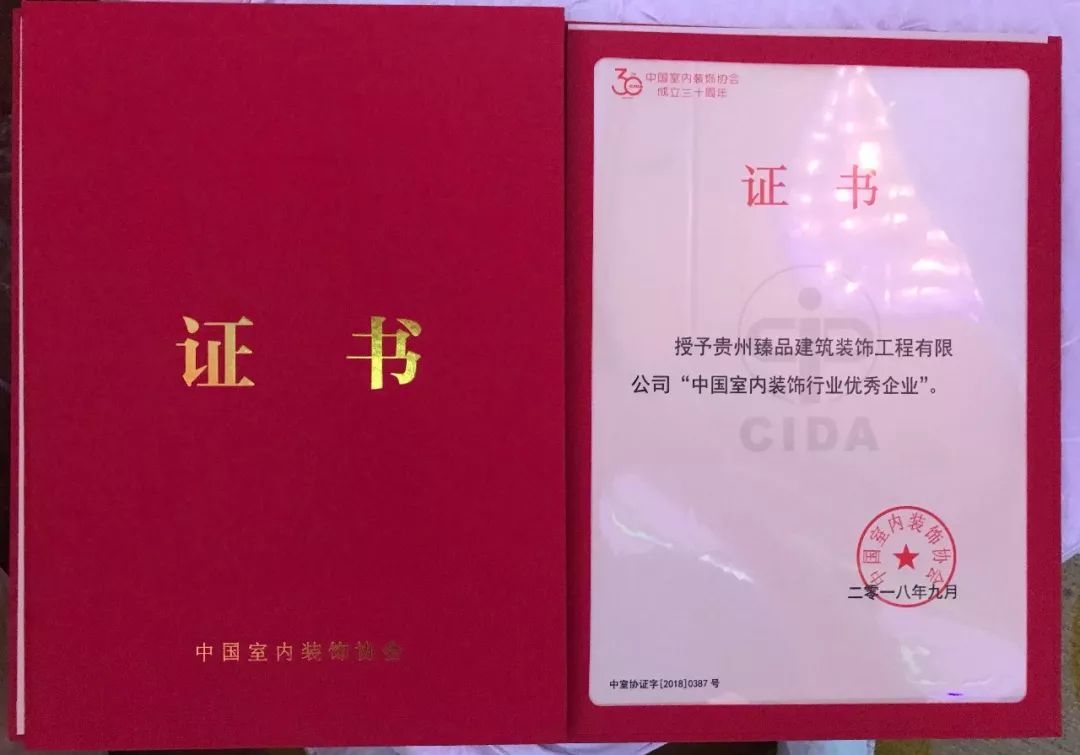 证 书
中国室内装饰协会
30
中国室内装饰协会
成立三十周年
证 书
授予贵州臻品建筑装饰工程有限
公司“中国室内装饰行业优秀企业”。
CIDA
中国室内装饰协会
二零一八年九月
中室协证字[2018]0387号